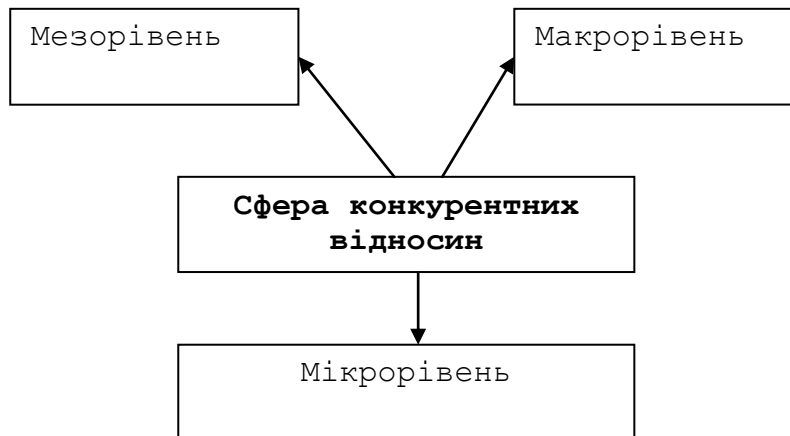 Мезорівень
Макрорівень
Сфера конкурентних
відносин
Мікрорівень